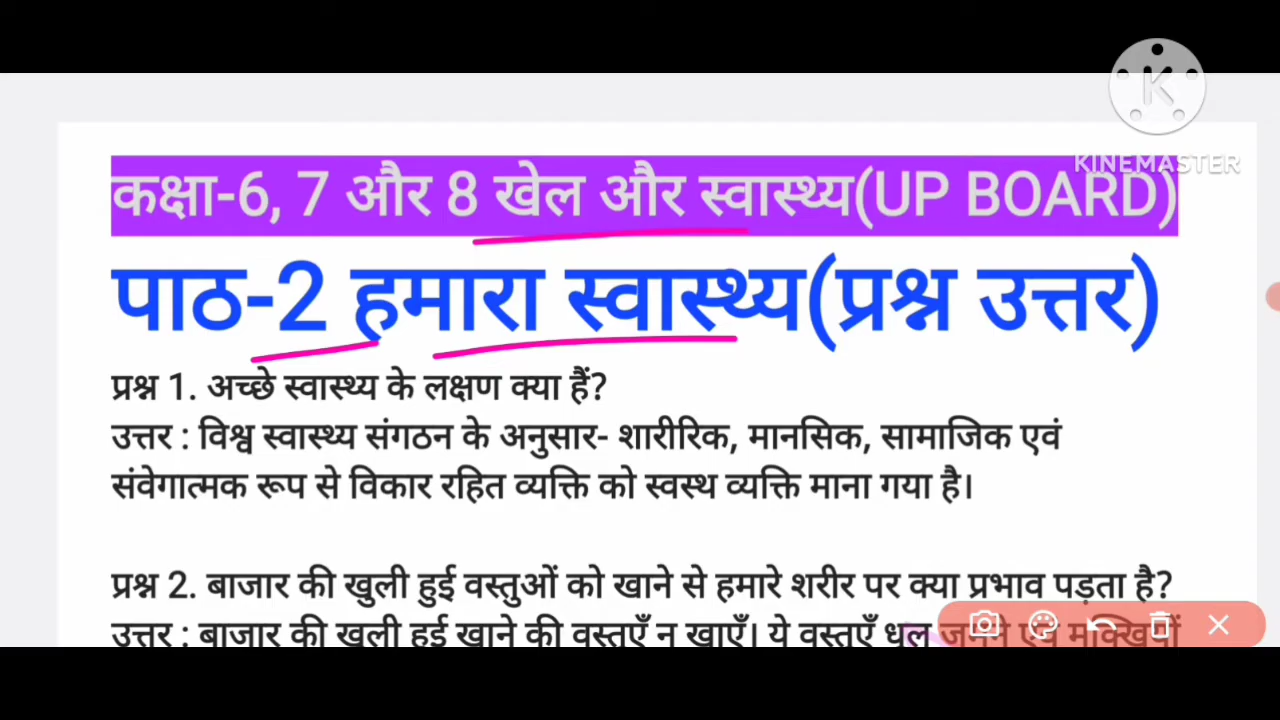 KINEMASTER
कक्षा-6, 7 और 8 खेल और स्वास्थ्य(UP BOARD)
पाठ-2 हमारा स्वास्थ्य(प्रश्न उत्तर)
प्रश्न 1. अच्छे स्वास्थ्य के लक्षण क्या हैं?
उत्तर : विश्व स्वास्थ्य संगठन के अनुसार- शारीरिक, मानसिक, सामाजिक एवं
संवेगात्मक रूप से विकार रहित व्यक्ति को स्वस्थ व्यक्ति माना गया है।
प्रश्न 2. बाजार की खुली हुई वस्तुओं को खाने से हमारे शरीर पर क्या प्रभाव पड़ता है?
उत्तर : बाजार की खुली हुई खाने की वस्तुएँ न खाएँ। ये वस्तुएँ धूल